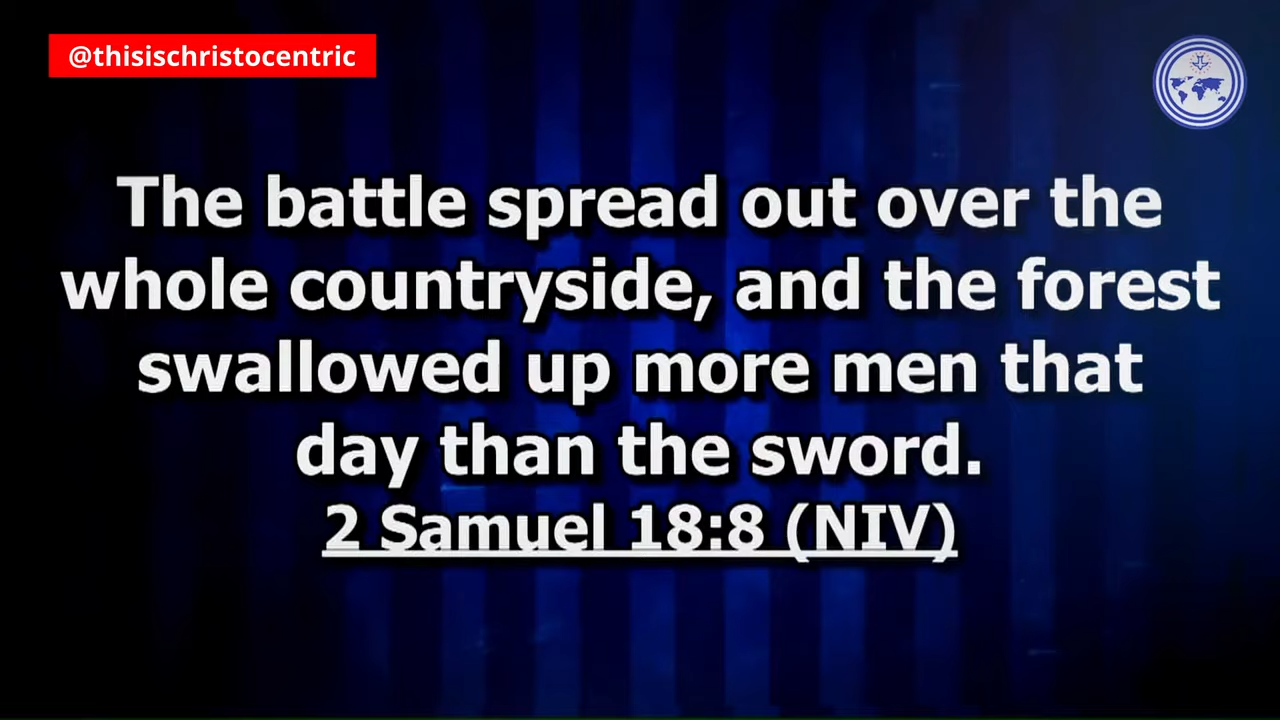 @thisischristocentric
The battle spread out over the
whole countryside, and the forest
swallowed up more men that
day than the sword.
2 Samuel 18:8 (NIV)